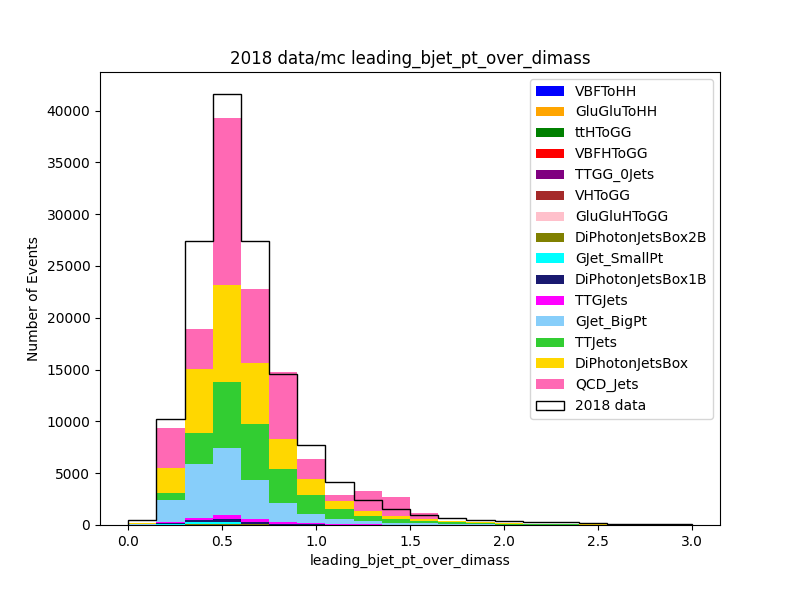 2018 data/mc leading_bjet_pt_over_dimass
Number of Events
40000
35000
30000
25000
20000
15000
10000
5000
0
0.0 0.5 1.0 1.5 2.0 2.5 3.0
leading_bjet_pt_over_dimass
VBFToHH
GluGluToHH
ttHToGG
VBFHToGG
TTGG_0Jets
VHToGG
GluGluHToGG
DiPhotonJetsBox2B
GJet_SmallPt
DiPhotonJetsBox1B
TTGJets
GJet_BigPt
TTJets
DiPhotonJetsBox
QCD_Jets
2018 data